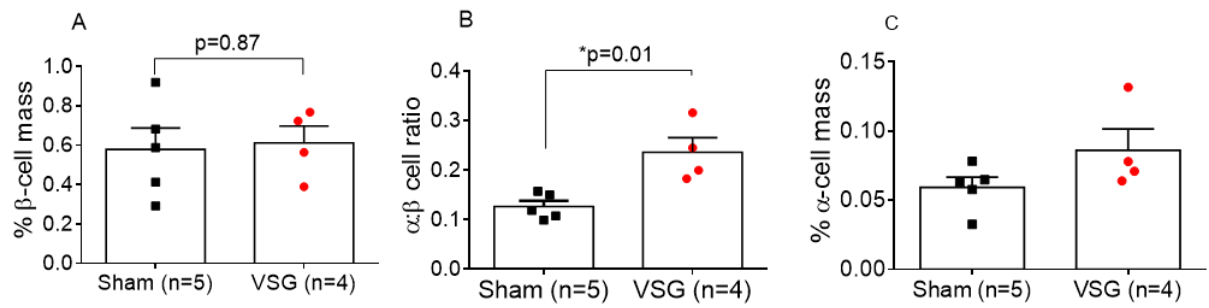 A
p=0.87
% β-cell mass
1.0
0.8
0.6
0.4
0.2
0.0
Sham (n=5)
VSG (n=4)
B
*p=0.01
α:β cell ratio
0.4
0.3
0.2
0.1
0.0
Sham (n=5)
VSG (n=4)
C
% α-cell mass
0.15
0.10
0.05
0.00
Sham (n=5)
VSG (n=4)